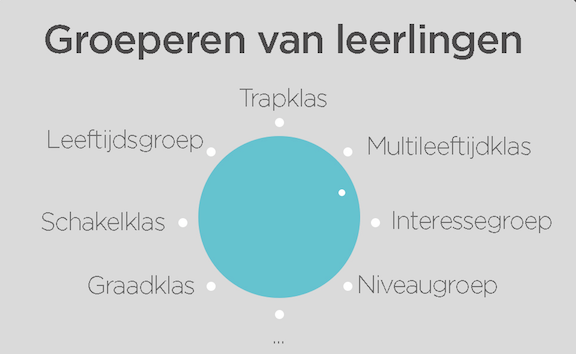 Groeperen van leerlingen
Trapklas
Leeftijdsgroep
Multileeftijdklas
Schakelklas
Interessegroep
Graadklas
Niveaugroep
...